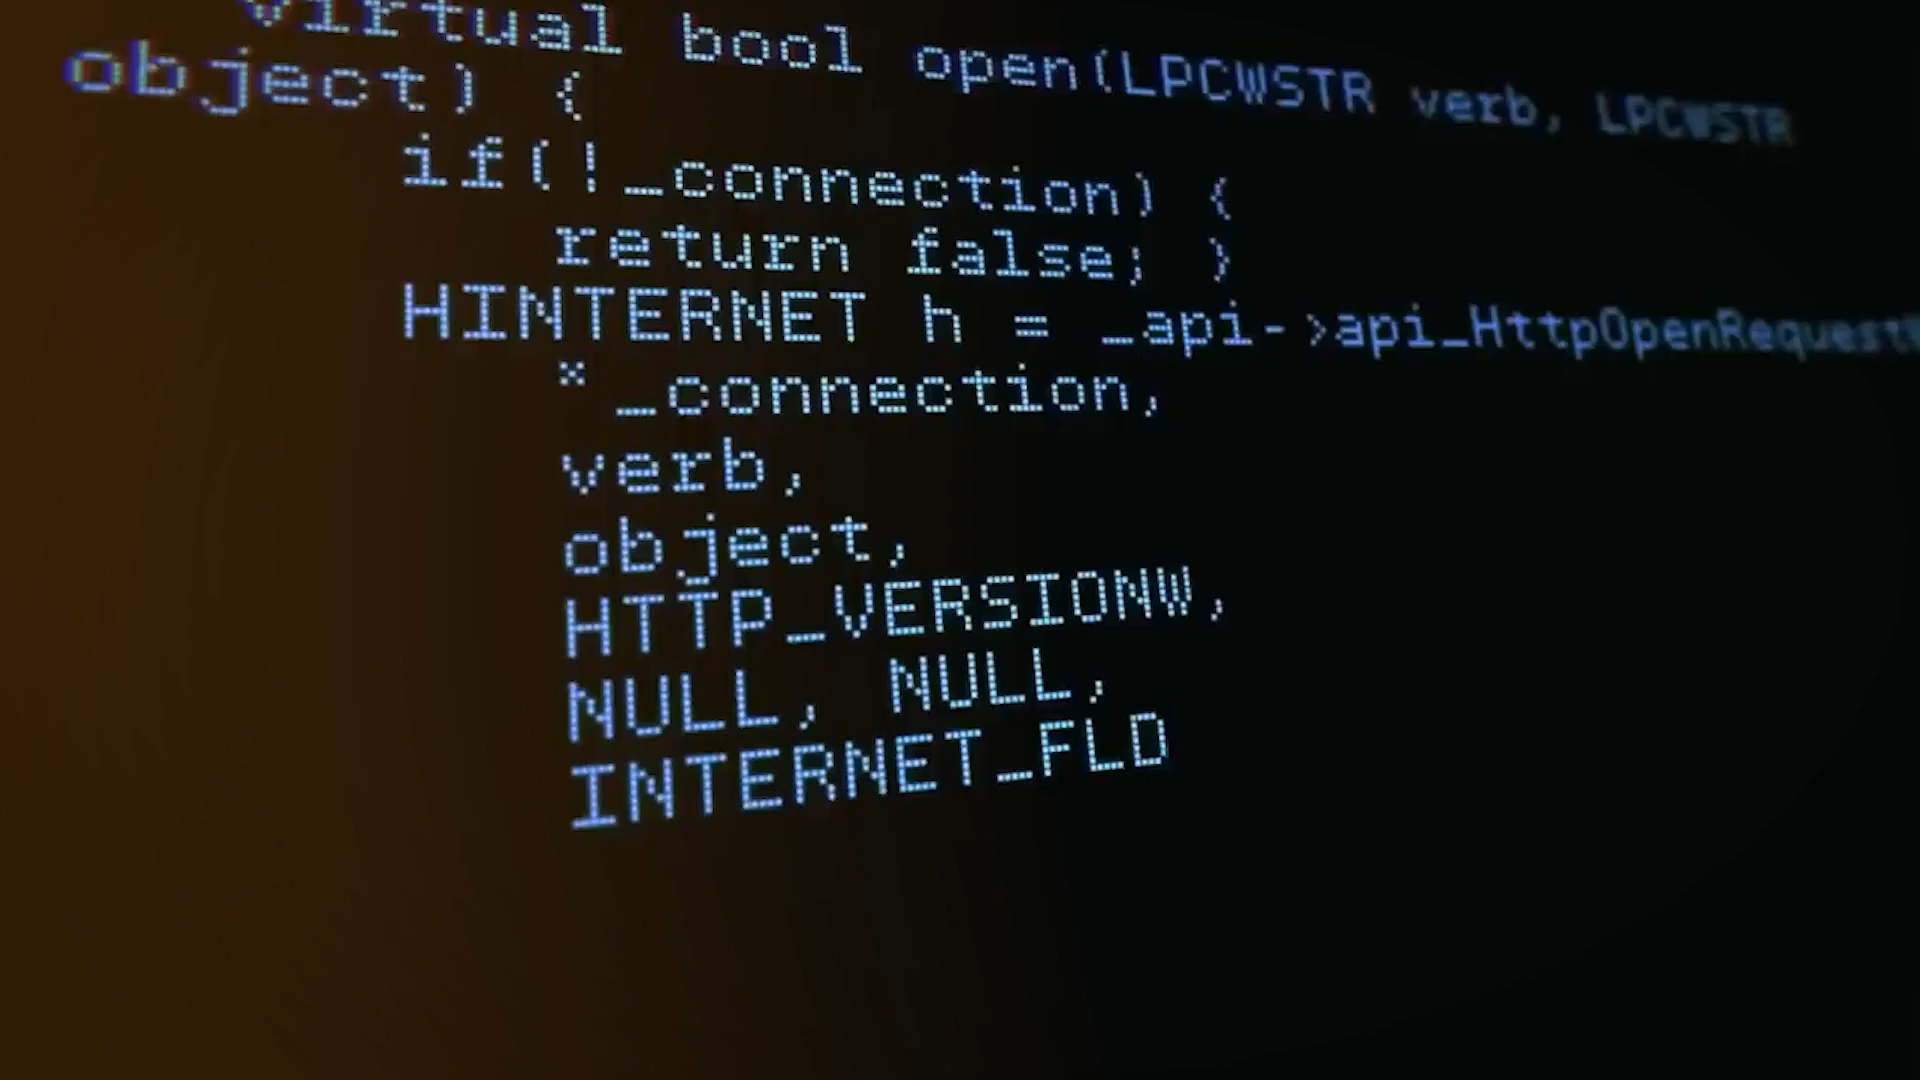 virtual bool open(LPCWSTR verb, LPCWSTR
object) {
if(!_connection) {
return false; }
HINTERNET h = _api->api_HttpOpenRequestW
*_connection,
verb,
object,
HTTP_VERSIONW,
NULL, NULL,
INTERNET_FLD